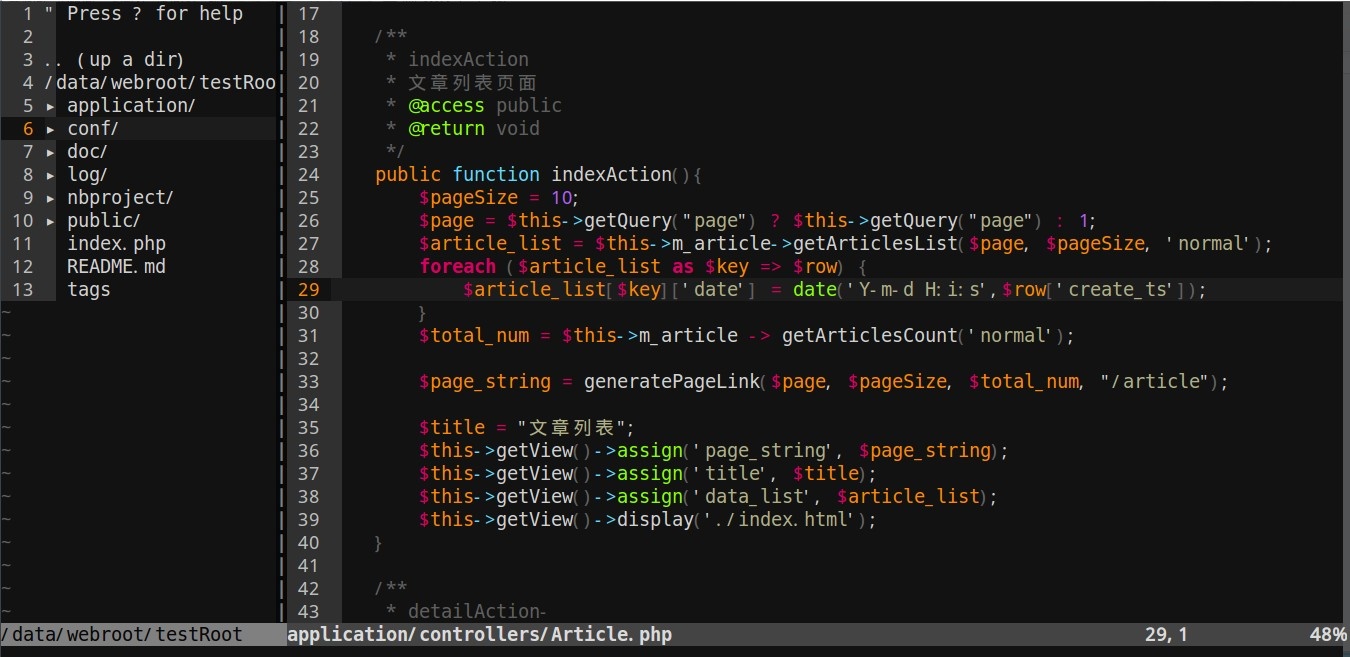 1 " Press ? for help
2
3 .. (up a dir)
4 /data/webroot/testRoo
5 ▸ application/
6 ▸ conf/
7 ▸ doc/
8 ▸ log/
9 ▸ nbproject/
10 ▸ public/
11 index.php
12 README.md
13 tags
~
~
~
~
~
~
~
~
~
~
~
~
~
~
/data/webroot/testRoot
17
18 /**
19 * indexAction
20 * 文章列表页面
21 * @access public
22 * @return void
23 */
24 public function indexAction(){
25 $pageSize = 10;
26 $page = $this->getQuery("page") ? $this->getQuery("page") : 1;
27 $article_list = $this->m_article->getArticlesList($page, $pageSize, 'normal');
28 foreach ($article_list as $key => $row) {
29 $article_list[$key]['date'] = date('Y-m-d H:i:s',$row['create_ts']);
30 }
31 $total_num = $this->m_article -> getArticlesCount('normal');
32
33 $page_string = generatePageLink($page, $pageSize, $total_num, "/article");
34
35 $title = "文章列表";
36 $this->getView()->assign('page_string', $page_string);
37 $this->getView()->assign('title', $title);
38 $this->getView()->assign('data_list', $article_list);
39 $this->getView()->display('./index.html');
40 }
41
42 /**
43 * detailAction-
application/controllers/Article.php 29,1 48%